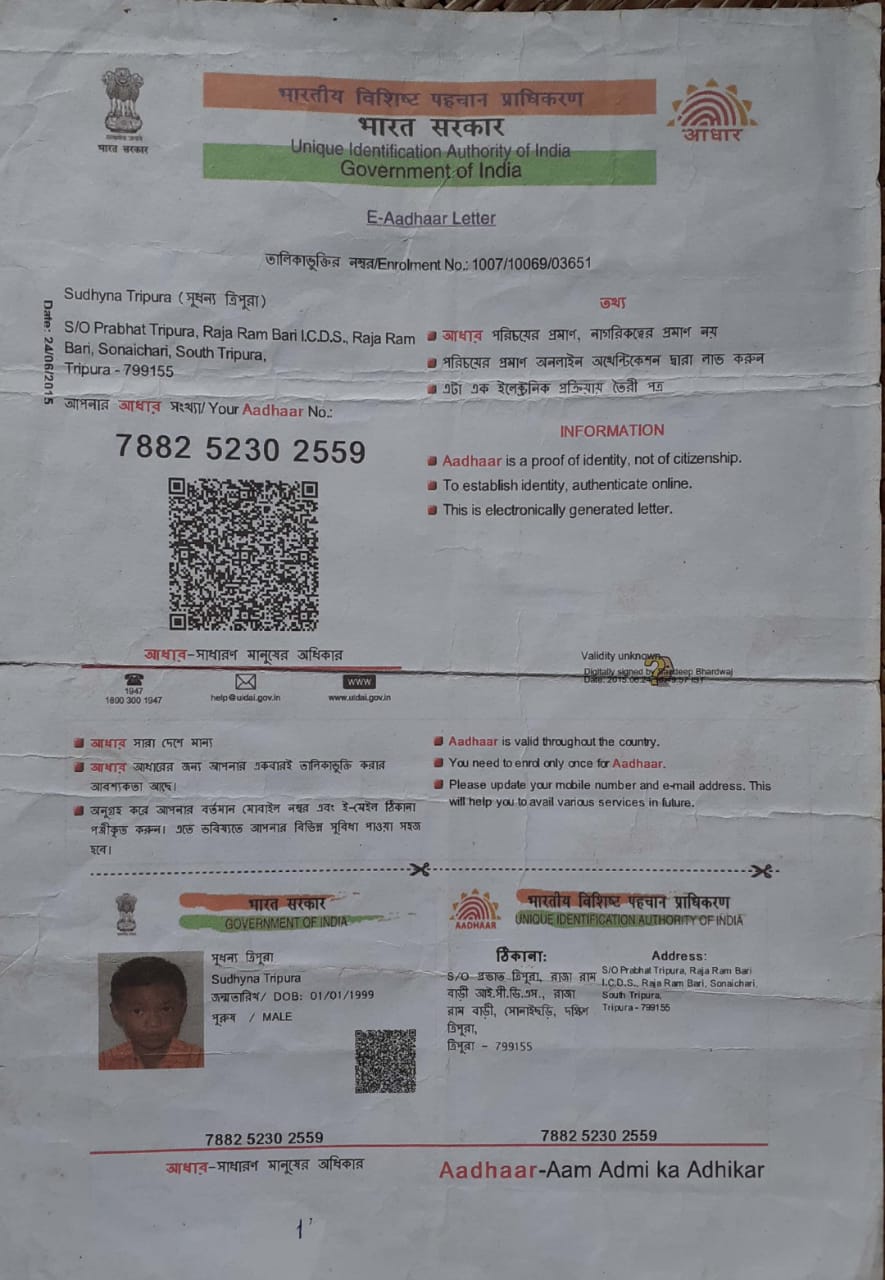 भारतीय विशिष्ट पहचान प्राधिकरण
भारत सरकार
Unique Identification Authority of India
Government of India
सत्यमेव जयते
भारत सरकार
आधार
E-Aadhaar Letter
তালিকাভুক্তির নম্বর/Enrolment No.: 1007/10069/03651
Date: 24/06/2015
Sudhyna Tripura (সুধন্য ত্রিপুরা)
S/O Prabhat Tripura, Raja Ram Bari I.C.D.S., Raja Ram
Bari, Sonaichari, South Tripura,
Tripura - 799155
আপনার আধার সংখ্যা/ Your Aadhaar No.:
7882 5230 2559
তথ্য
আধার পরিচয়ের প্রমাণ, নাগরিকত্বের প্রমাণ নয়
পরিচয়ের প্রমাণ অনলাইন অথেন্টিকেশন দ্বারা লাভ করুন
এটা এক ইলেক্ট্রনিক প্রক্রিয়ায় তৈরী পত্র
INFORMATION
Aadhaar is a proof of identity, not of citizenship.
To establish identity, authenticate online.
This is electronically generated letter.
আধার-সাধারণ মানুষের অধিকার
Validity unknown
Digitally signed by Bhardwaj
1947
1800 300 1947
help@uidai.gov.in
www
www.uidai.gov.in
আধার সারা দেশে মান্য
আধার আধারের জন্য আপনার একবারই তালিকাভুক্তি করার
আবশ্যকতা আছে।
অনুগ্রহ করে আপনার বর্তমান মোবাইল নম্বর এবং ই-মেইল ঠিকানা
পঞ্জীকৃত করুন। এতে ভবিষ্যতে আপনার বিভিন্ন সুবিধা পাওয়া সহজ
হবে।
Aadhaar is valid throughout the country.
You need to enrol only once for Aadhaar.
Please update your mobile number and e-mail address. This
will help you to avail various services in future.
भारत सरकार
GOVERNMENT OF INDIA
সুধন্য ত্রিপুরা
Sudhyna Tripura
জন্মতারিখ/ DOB: 01/01/1999
পুরুষ / MALE
7882 5230 2559
আধার-সাধারণ মানুষের অধিকার
AADHAAR
भारतीय विशिष्ट पहचान प्राधिकरण
UNIQUE IDENTIFICATION AUTHORITY OF INDIA
ঠিকানা:
S/O প্রভাত ত্রিপুরা, রাজা রাম
বাড়ী আই.সী.ডি.এস., রাজা
রাম বাড়ী, সোনাইছড়ি, দক্ষিণ
ত্রিপুরা,
ত্রিপুরা - 799155
Address:
S/O Prabhat Tripura, Raja Ram Bari
I.C.D.S., Raja Ram Bari, Sonaichari,
South Tripura,
Tripura - 799155
7882 5230 2559
Aadhaar-Aam Admi ka Adhikar
1